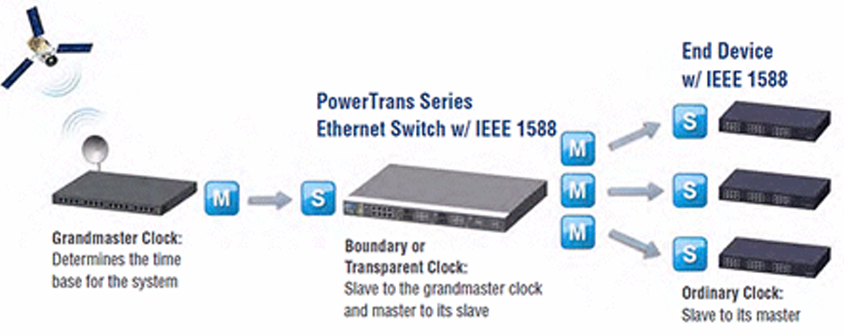 End Device
w/ IEEE 1588
PowerTrans Series
Ethernet Switch w/ IEEE 1588
M
S
M
M
M
S
S
S
Grandmaster Clock:
Determines the time
base for the system
Boundary or
Transparent Clock:
Slave to the grandmaster clock
and master to its slave
Ordinary Clock:
Slave to its master